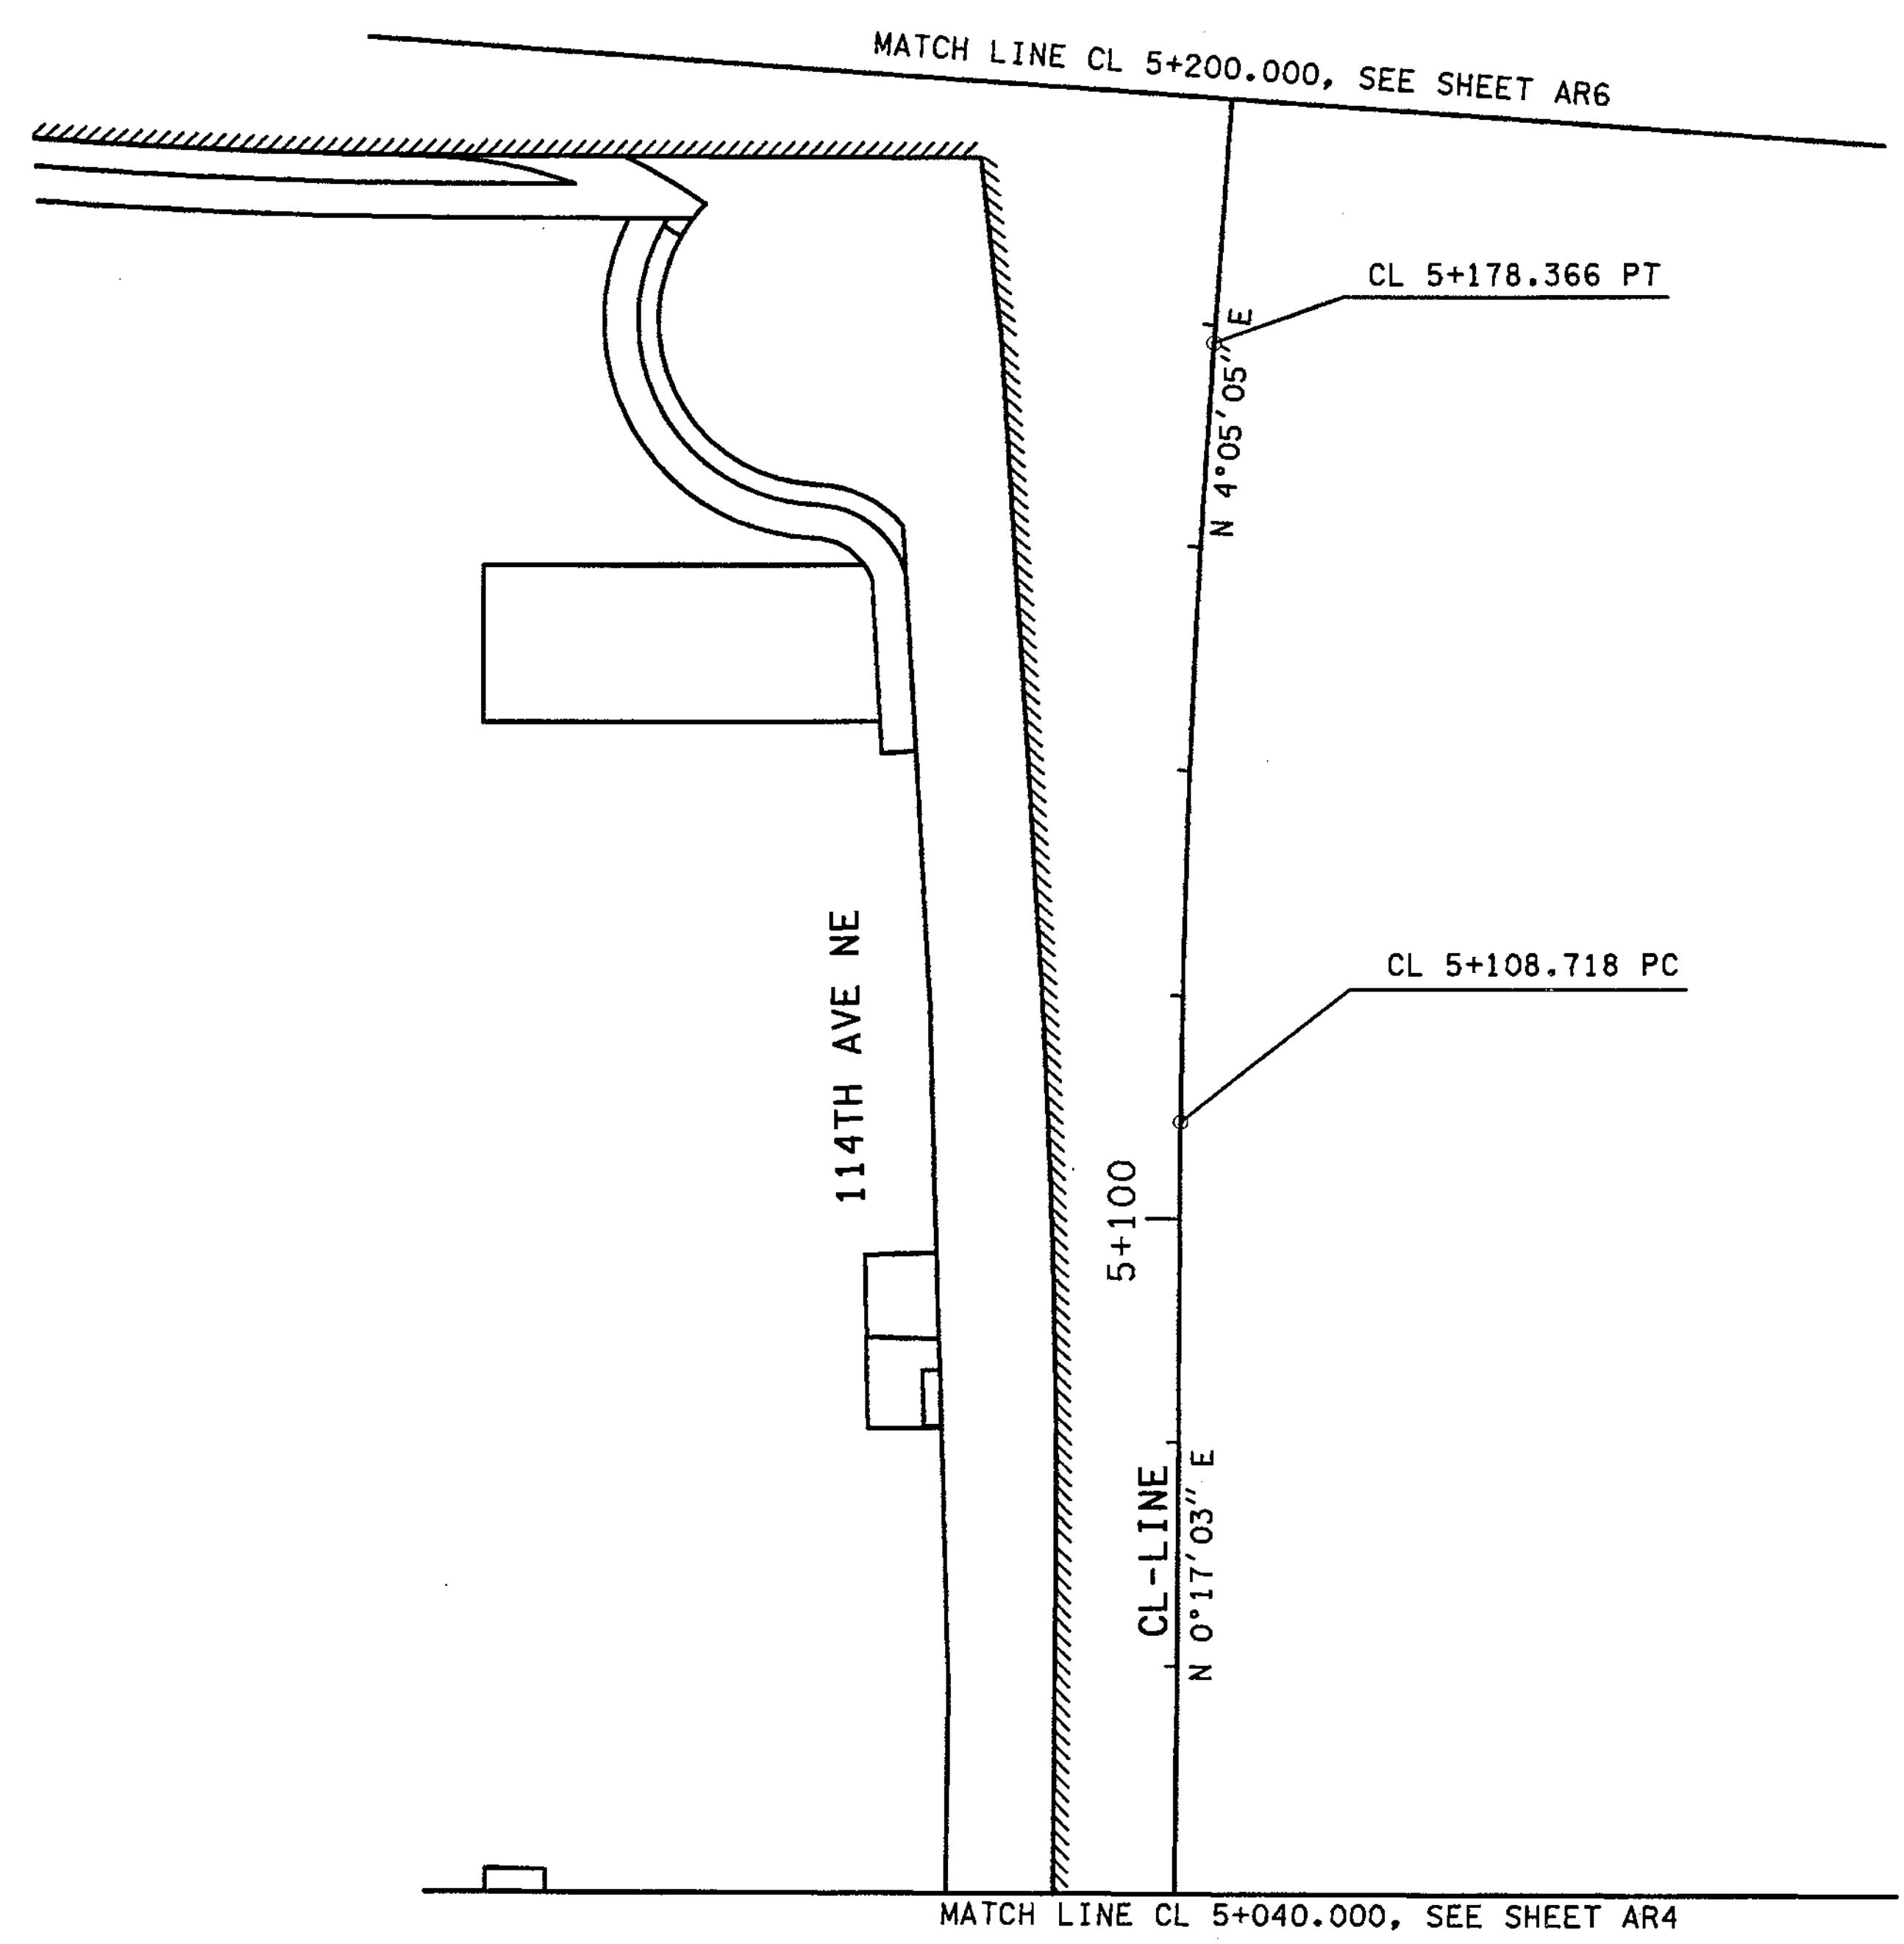 MATCH LINE CL 5+200.000, SEE SHEET AR6
CL 5+178.366 PT
N 4°05'05" E
114TH AVE NE
CL 5+108.718 PC
5+100
CL-LINE
N 0°17'03" E
MATCH LINE CL 5+040.000, SEE SHEET AR4